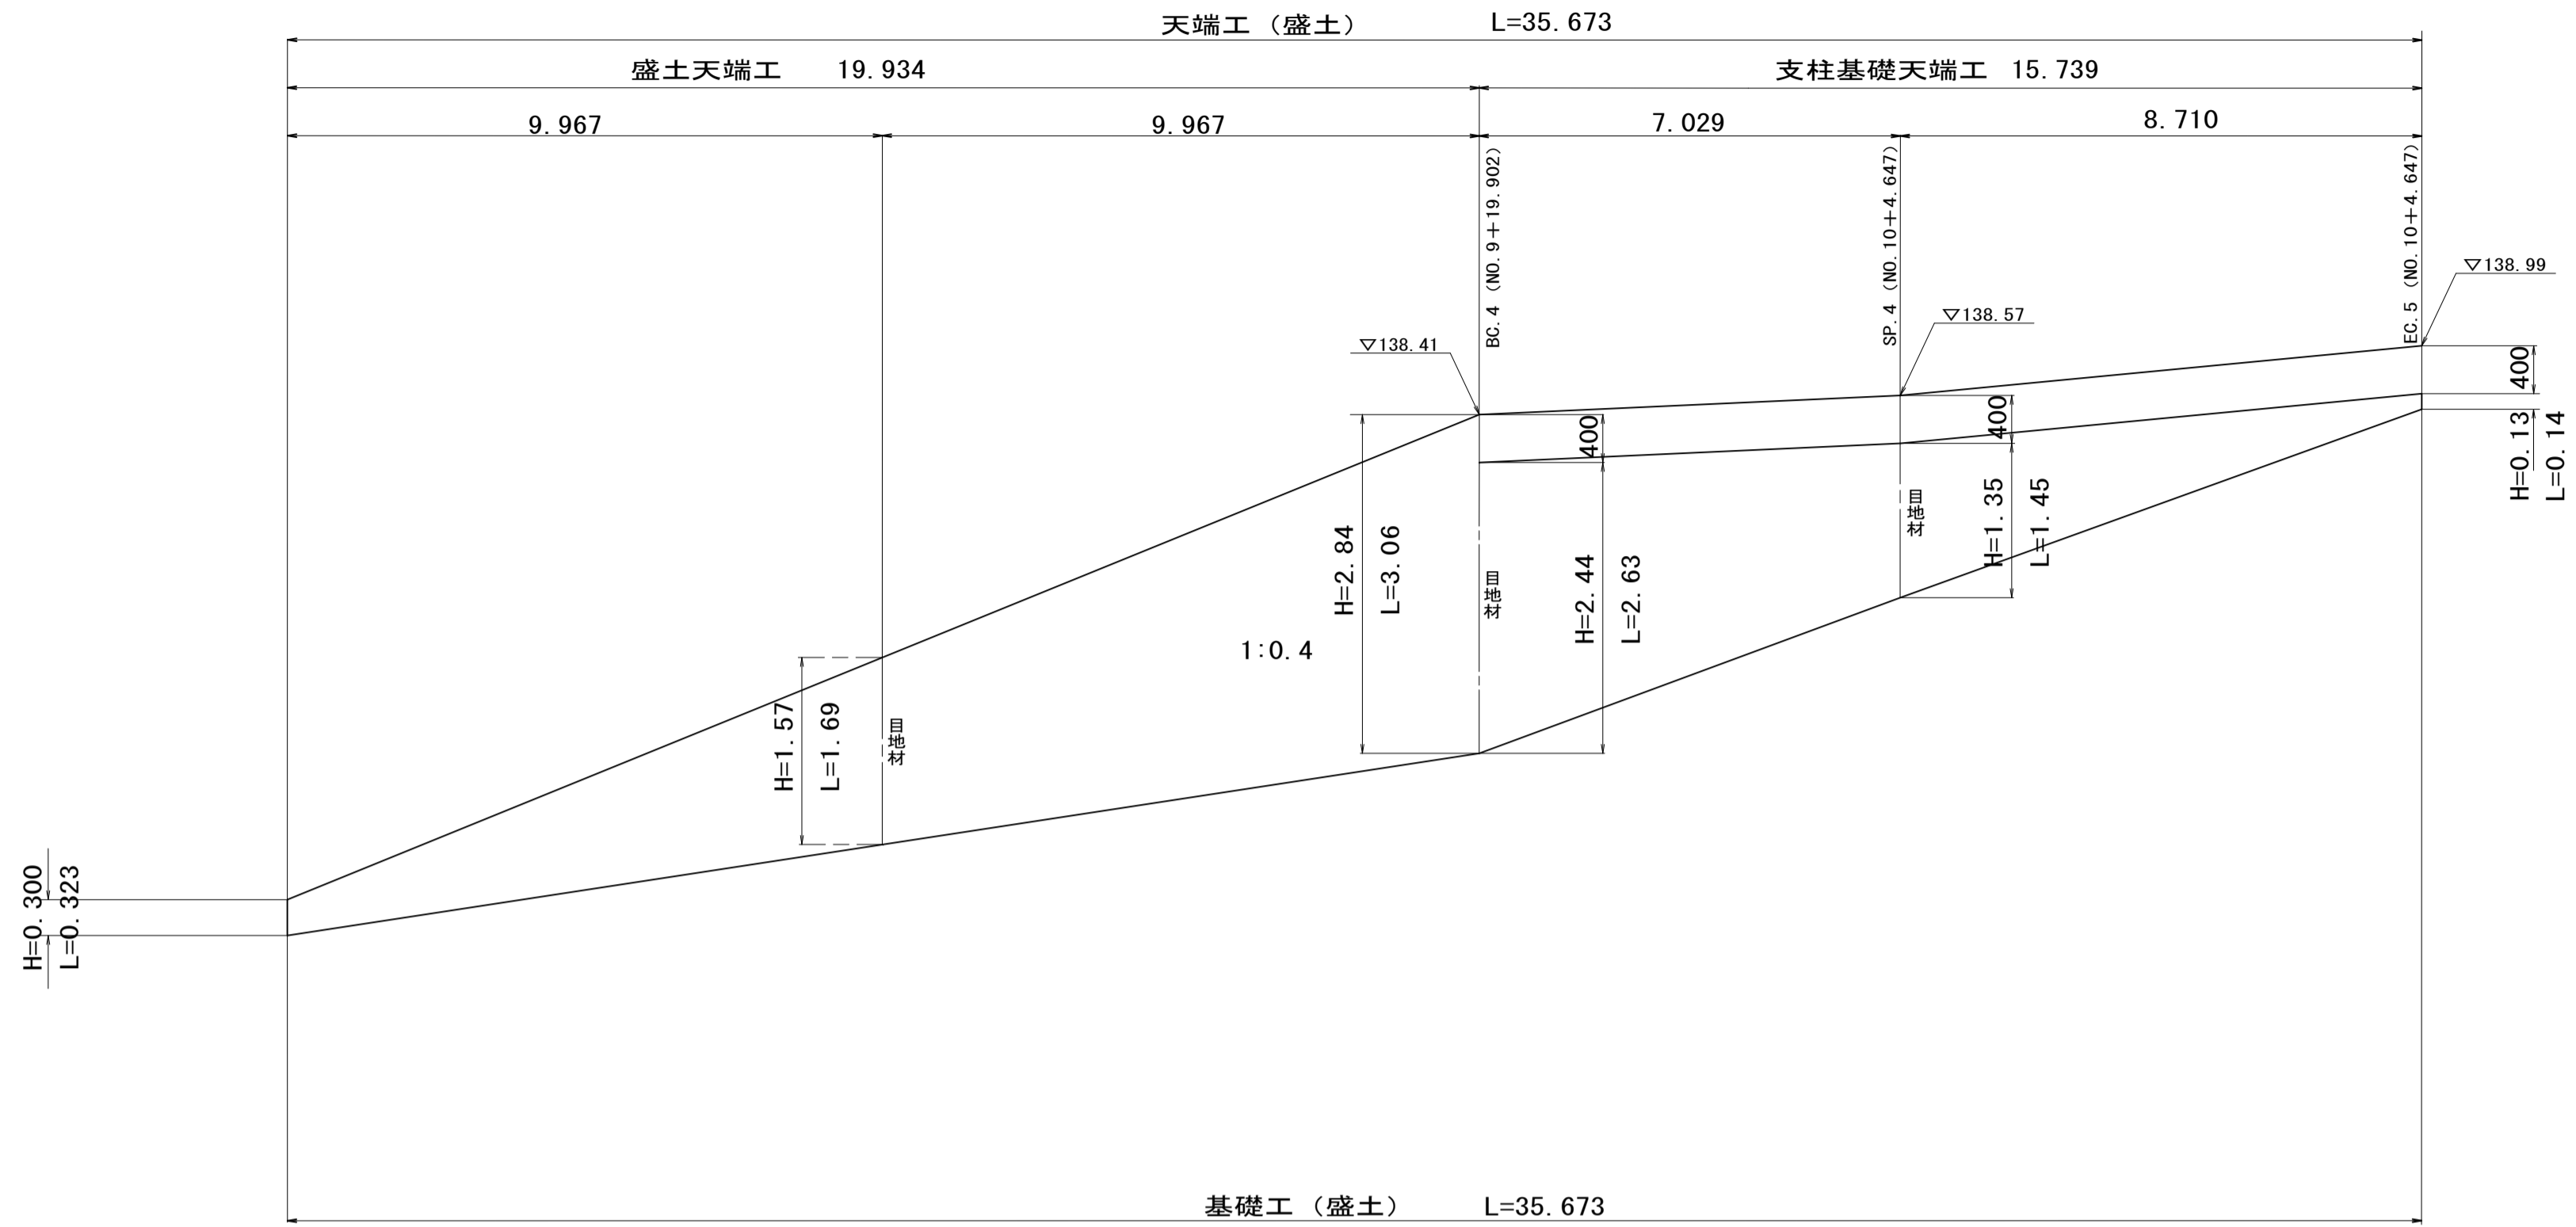 天端工（盛土） L=35.673
盛土天端工 19.934
支柱基礎天端工 15.739
9.967
9.967
7.029
8.710
BC.4（NO.9＋19.902）
SP.4（NO.10＋4.647）
EC.5（NO.10＋4.647）
▽138.41
▽138.57
▽138.99
400
400
400
H=0.13
L=0.14
H=2.84
L=3.06
目地材
H=2.44
L=2.63
目地材
H=1.35
L=1.45
1:0.4
H=1.57
L=1.69
目地材
H=0.300
L=0.323
基礎工（盛土） L=35.673